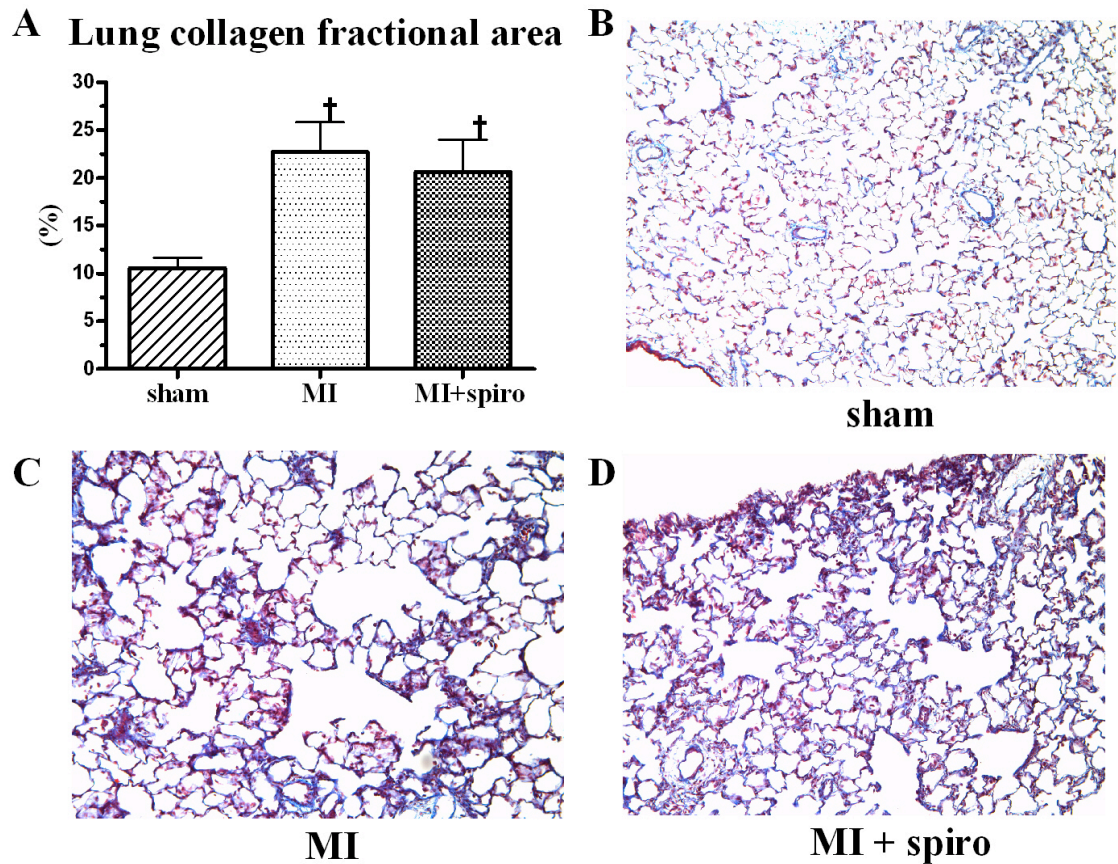 A
Lung collagen fractional area
30
25
20
15
10
5
0
(%)
†
†
sham
MI
MI+spiro
B
sham
C
MI
D
MI + spiro